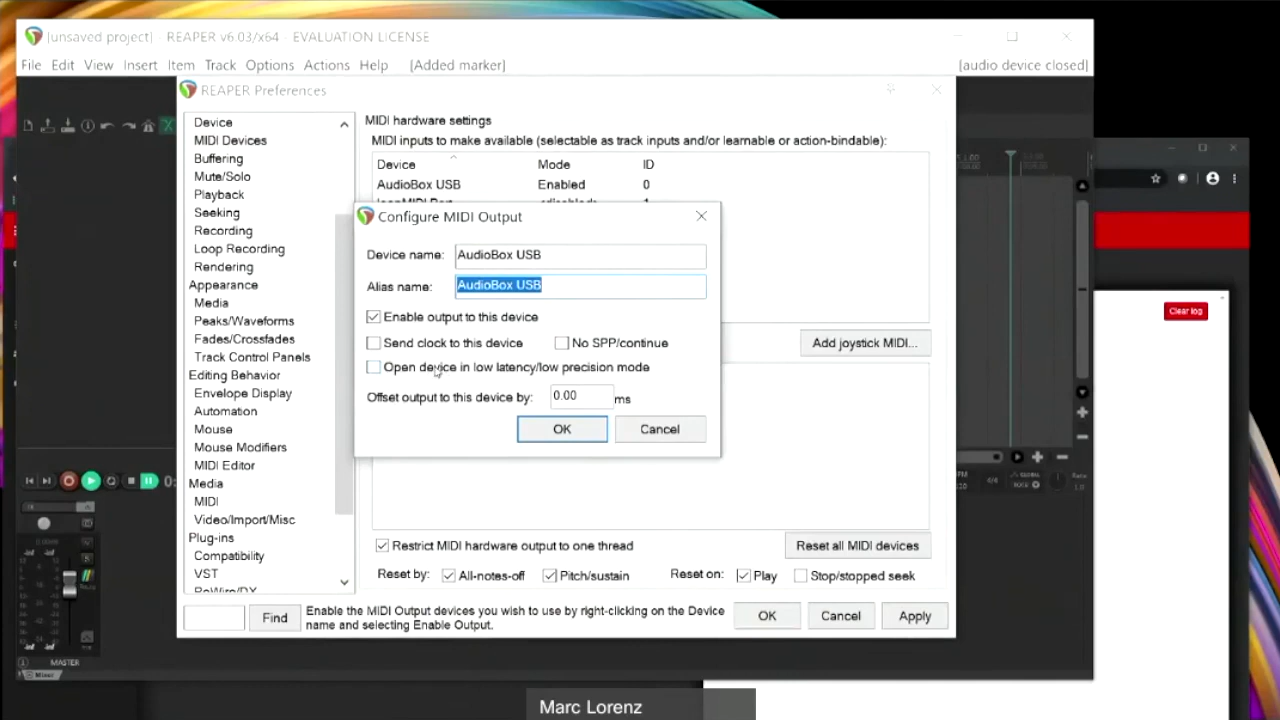 [unsaved project] REAPER v6.03/x64 - EVALUATION LICENSE
File Edit View Insert Item Track Options Actions Help [Added marker] [audio device closed]
REAPER Preferences
Device
MIDI Devices
Buffering
Mute/Solo
Playback
Seeking
Recording
Loop Recording
Rendering
Appearance
Media
Peaks/Waveforms
Fades/Crossfades
Track Control Panels
Editing Behavior
Envelope Display
Automation
Mouse
Mouse Modifiers
MIDI Editor
Media
MIDI
Video/Import/Misc
Plug-ins
Compatibility
VST
ReWire/DX
Find
MIDI hardware settings
MIDI inputs to make available (selectable as track inputs and/or learnable or action-bindable):
Device Mode ID
AudioBox USB Enabled 0
Configure MIDI Output
Device name: AudioBox USB
Alias name: AudioBox USB
Enable output to this device
Send clock to this device No SPP/continue
Open device in low latency/low precision mode
Offset output to this device by: 0.00 ms
OK Cancel
Add joystick MIDI...
Restrict MIDI hardware output to one thread Reset all MIDI devices
Reset by: All-notes-off Pitch/sustain Reset on: Play Stop/stopped seek
Enable the MIDI Output devices you wish to use by right-clicking on the Device
name and selecting Enable Output.
OK Cancel Apply
Clear log
MASTER
Mixer
Marc Lorenz